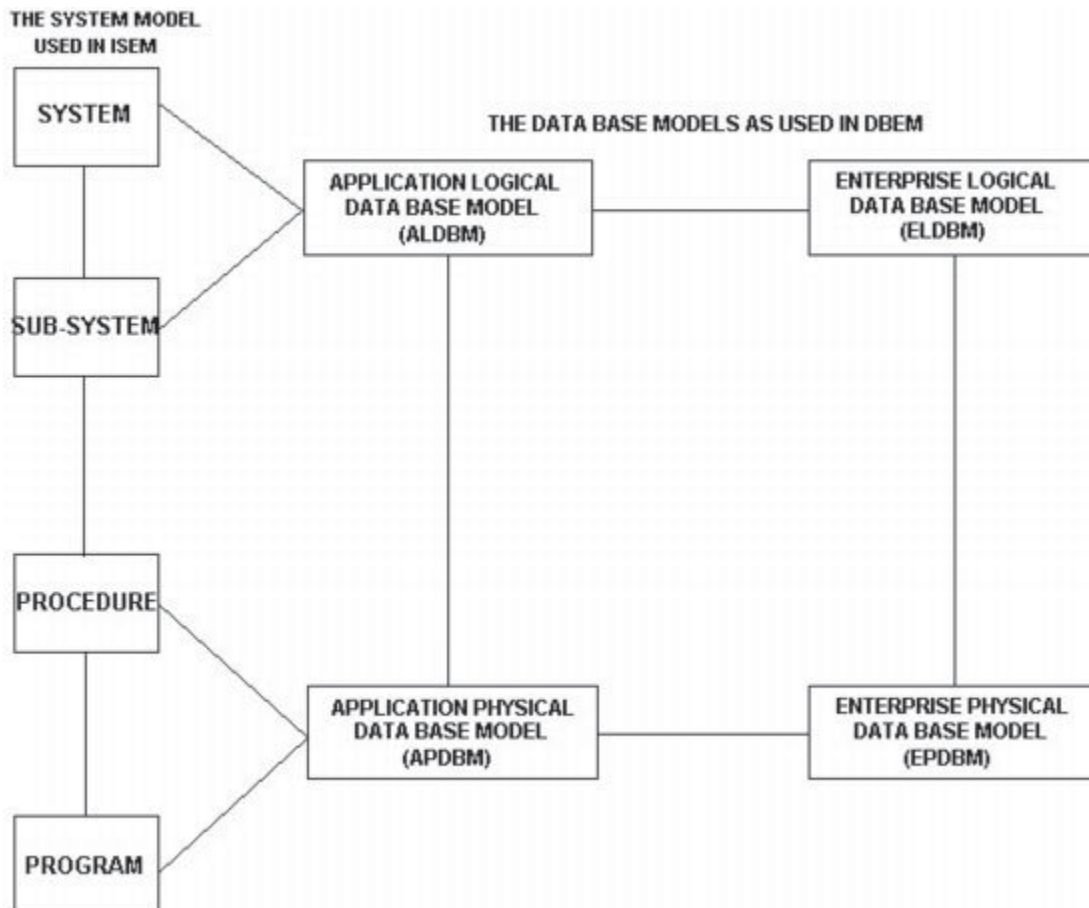 THE SYSTEM MODEL
USED IN ISEM
SYSTEM
SUB-SYSTEM
PROCEDURE
PROGRAM
THE DATA BASE MODELS AS USED IN DBEM
APPLICATION LOGICAL
DATA BASE MODEL
(ALDBM)
ENTERPRISE LOGICAL
DATA BASE MODEL
(ELDBM)
APPLICATION PHYSICAL
DATA BASE MODEL
(APDBM)
ENTERPRISE PHYSICAL
DATA BASE MODEL
(EPDBM)